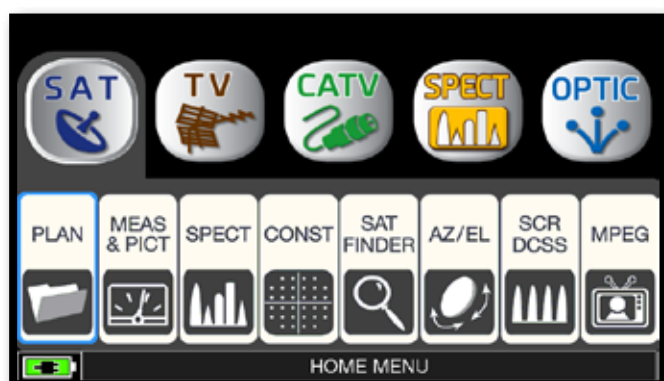 SAT
TV
CATV
SPECT
OPTIC
PLAN
MEAS
& PICT
SPECT
CONST
SAT
FINDER
AZ/EL
SCR
DCSS
MPEG
HOME MENU